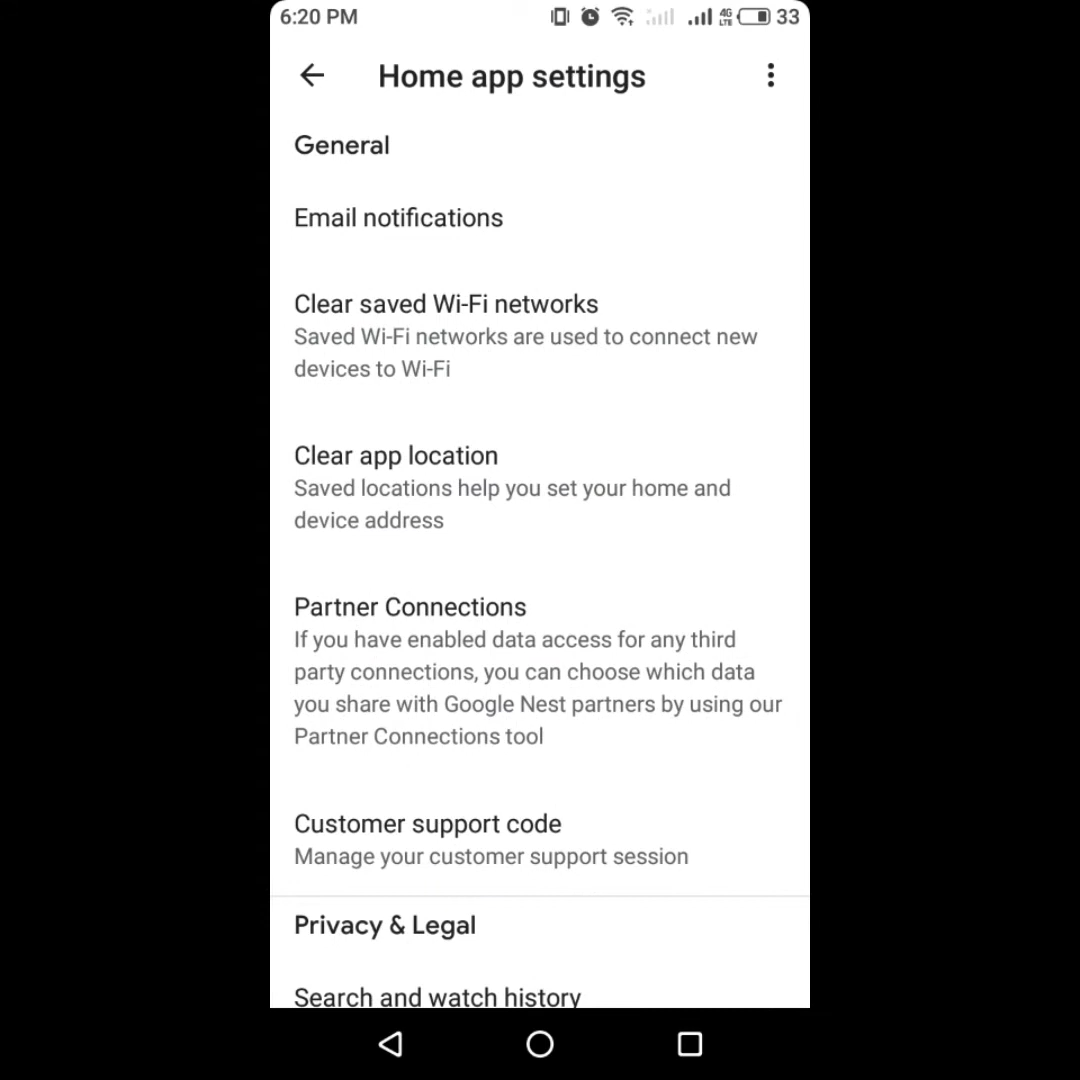 6:20 PM 4G LTE 33
Home app settings
General
Email notifications
Clear saved Wi-Fi networks
Saved Wi-Fi networks are used to connect new
devices to Wi-Fi
Clear app location
Saved locations help you set your home and
device address
Partner Connections
If you have enabled data access for any third
party connections, you can choose which data
you share with Google Nest partners by using our
Partner Connections tool
Customer support code
Manage your customer support session
Privacy & Legal
Search and watch history